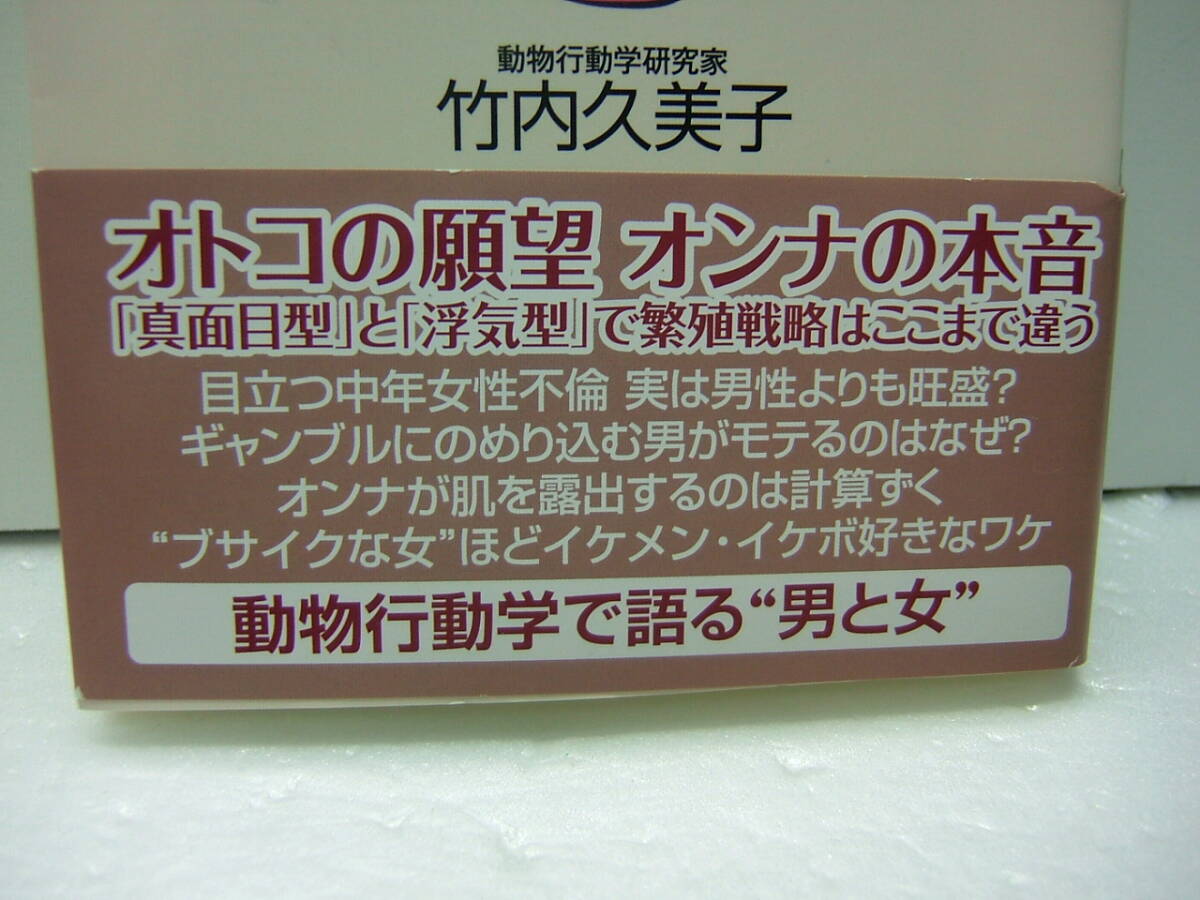 動物行動学研究家
竹内久美子
オトコの願望 オンナの本音
「真面目型」と「浮気型」で繁殖戦略はここまで違う
目立つ中年女性不倫 実は男性よりも旺盛?
ギャンブルにのめり込む男がモテるのはなぜ?
オンナが肌を露出するのは計算ずく
“ブサイクな女”ほどイケメン・イケボ好きなワケ
動物行動学で語る“男と女”